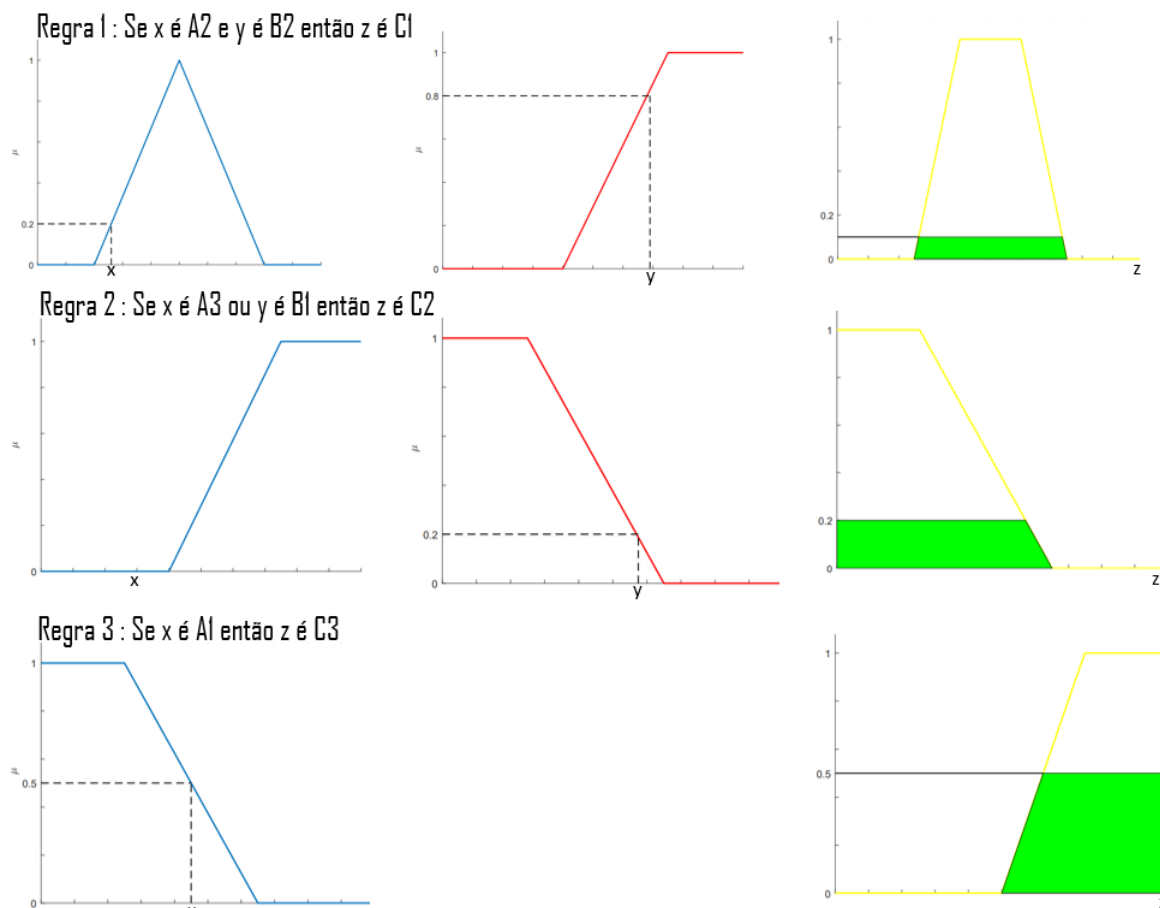 Regra 1 : Se x é A2 e y é B2 então z é C1
1
μ
0.2
0
x
1
0.8
μ
0
y
1
0.2
0
z
Regra 2 : Se x é A3 ou y é B1 então z é C2
1
μ
0
x
1
μ
0.2
0
y
1
0.2
0
z
Regra 3 : Se x é A1 então z é C3
1
μ
0.5
0
1
0.5
0